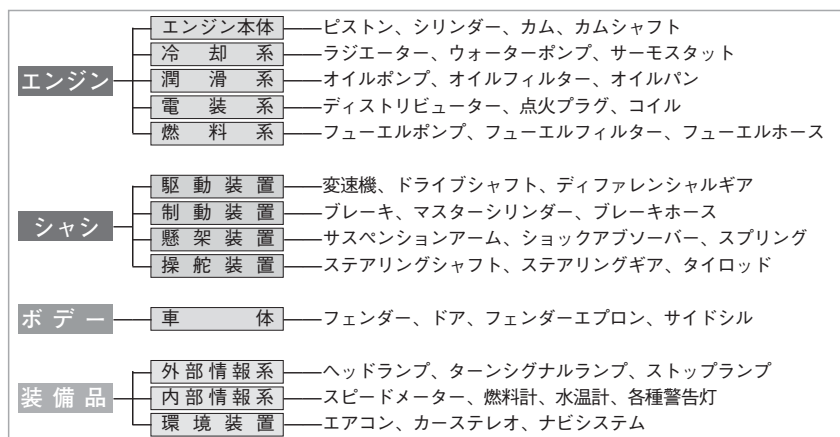 エンジン
エンジン本体 ピストン、シリンダー、カム、カムシャフト
冷却系 ラジエーター、ウォーターポンプ、サーモスタット
潤滑系 オイルポンプ、オイルフィルター、オイルパン
電装系 ディストリビューター、点火プラグ、コイル
燃料系 フューエルポンプ、フューエルフィルター、フューエルホース
シャシ
駆動装置 変速機、ドライブシャフト、ディファレンシャルギア
制動装置 ブレーキ、マスターシリンダー、ブレーキホース
懸架装置 サスペンションアーム、ショックアブソーバー、スプリング
操舵装置 ステアリングシャフト、ステアリングギア、タイロッド
ボデー
車体 フェンダー、ドア、フェンダーエプロン、サイドシル
装備品
外部情報系 ヘッドランプ、ターンシグナルランプ、ストップランプ
内部情報系 スピードメーター、燃料計、水温計、各種警告灯
環境装置 エアコン、カーステレオ、ナビシステム